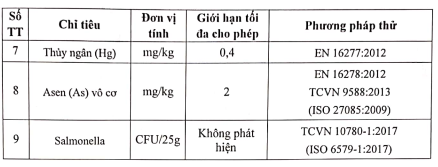 Số TT | Chỉ tiêu | Đơn vị tính | Giới hạn tối đa cho phép | Phương pháp thử
7 | Thủy ngân (Hg) | mg/kg | 0,4 | EN 16277:2012
8 | Asen (As) vô cơ | mg/kg | 2 | EN 16278:2012
TCVN 9588:2013
(ISO 27085:2009)
9 | Salmonella | CFU/25g | Không phát hiện | TCVN 10780-1:2017
(ISO 6579-1:2017)